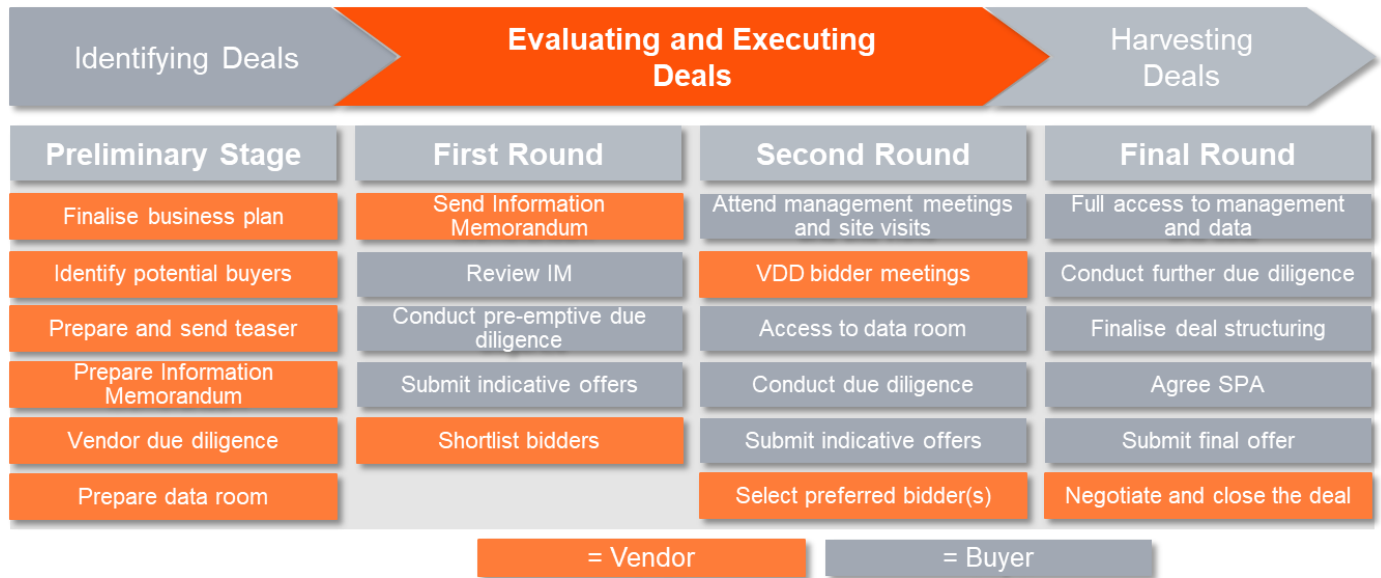 Identifying Deals
Evaluating and Executing
Deals
Harvesting
Deals
Preliminary Stage
Finalise business plan
Identify potential buyers
Prepare and send teaser
Prepare Information
Memorandum
Vendor due diligence
Prepare data room
First Round
Send Information
Memorandum
Review IM
Conduct pre-emptive due
diligence
Submit indicative offers
Shortlist bidders
Second Round
Attend management meetings
and site visits
VDD bidder meetings
Access to data room
Conduct due diligence
Submit indicative offers
Select preferred bidder(s)
Final Round
Full access to management
and data
Conduct further due diligence
Finalise deal structuring
Agree SPA
Submit final offer
Negotiate and close the deal
= Vendor
= Buyer